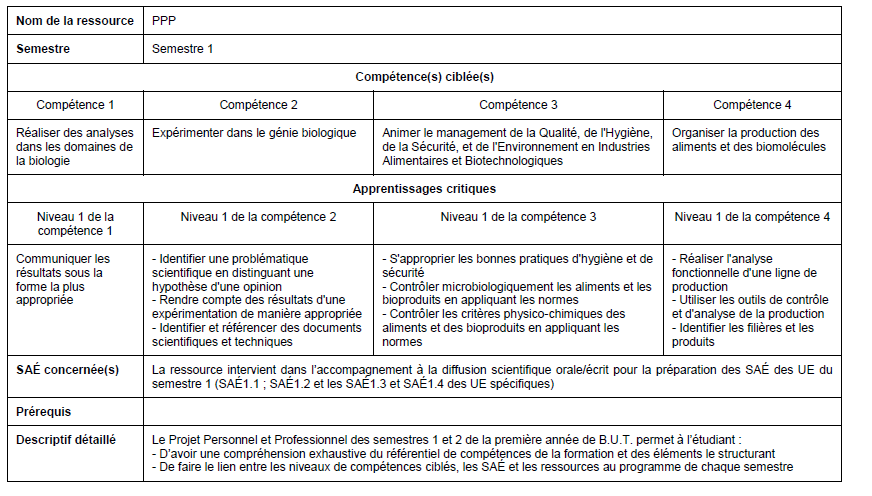 Nom de la ressource PPP
Semestre Semestre 1
Compétence(s) ciblée(s)
Compétence 1 Compétence 2 Compétence 3 Compétence 4
Réaliser des analyses
dans les domaines de
la biologie
Expérimenter dans le génie biologique
Animer le management de la Qualité, de l'Hygiène,
de la Sécurité, et de l'Environnement en Industries
Alimentaires et Biotechnologiques
Organiser la production des
aliments et des biomolécules
Apprentissages critiques
Niveau 1 de la
compétence 1
Niveau 1 de la compétence 2
Niveau 1 de la compétence 3
Niveau 1 de la compétence 4
Communiquer les
résultats sous la
forme la plus
appropriée
- Identifier une problématique
scientifique en distinguant une
hypothèse d'une opinion
- Rendre compte des résultats d'une
expérimentation de manière appropriée
- Identifier et référencer des documents
scientifiques et techniques
- S'approprier les bonnes pratiques d'hygiène et de
sécurité
- Contrôler microbiologiquement les aliments et les
bioproduits en appliquant les normes
- Contrôler les critères physico-chimiques des
aliments et des bioproduits en appliquant les
normes
- Réaliser l'analyse
fonctionnelle d'une ligne de
production
- Utiliser les outils de contrôle
et d'analyse de la production
- Identifier les filières et les
produits
SAÉ concernée(s)
La ressource intervient dans l'accompagnement à la diffusion scientifique orale/écrit pour la préparation des SAÉ des UE du
semestre 1 (SAÉ1.1 ; SAÉ1.2 et les SAÉ1.3 et SAÉ1.4 des UE spécifiques)
Prérequis
Descriptif détaillé
Le Projet Personnel et Professionnel des semestres 1 et 2 de la première année de B.U.T. permet à l'étudiant :
- D'avoir une compréhension exhaustive du référentiel de compétences de la formation et des éléments le structurant
- De faire le lien entre les niveaux de compétences ciblés, les SAÉ et les ressources au programme de chaque semestre